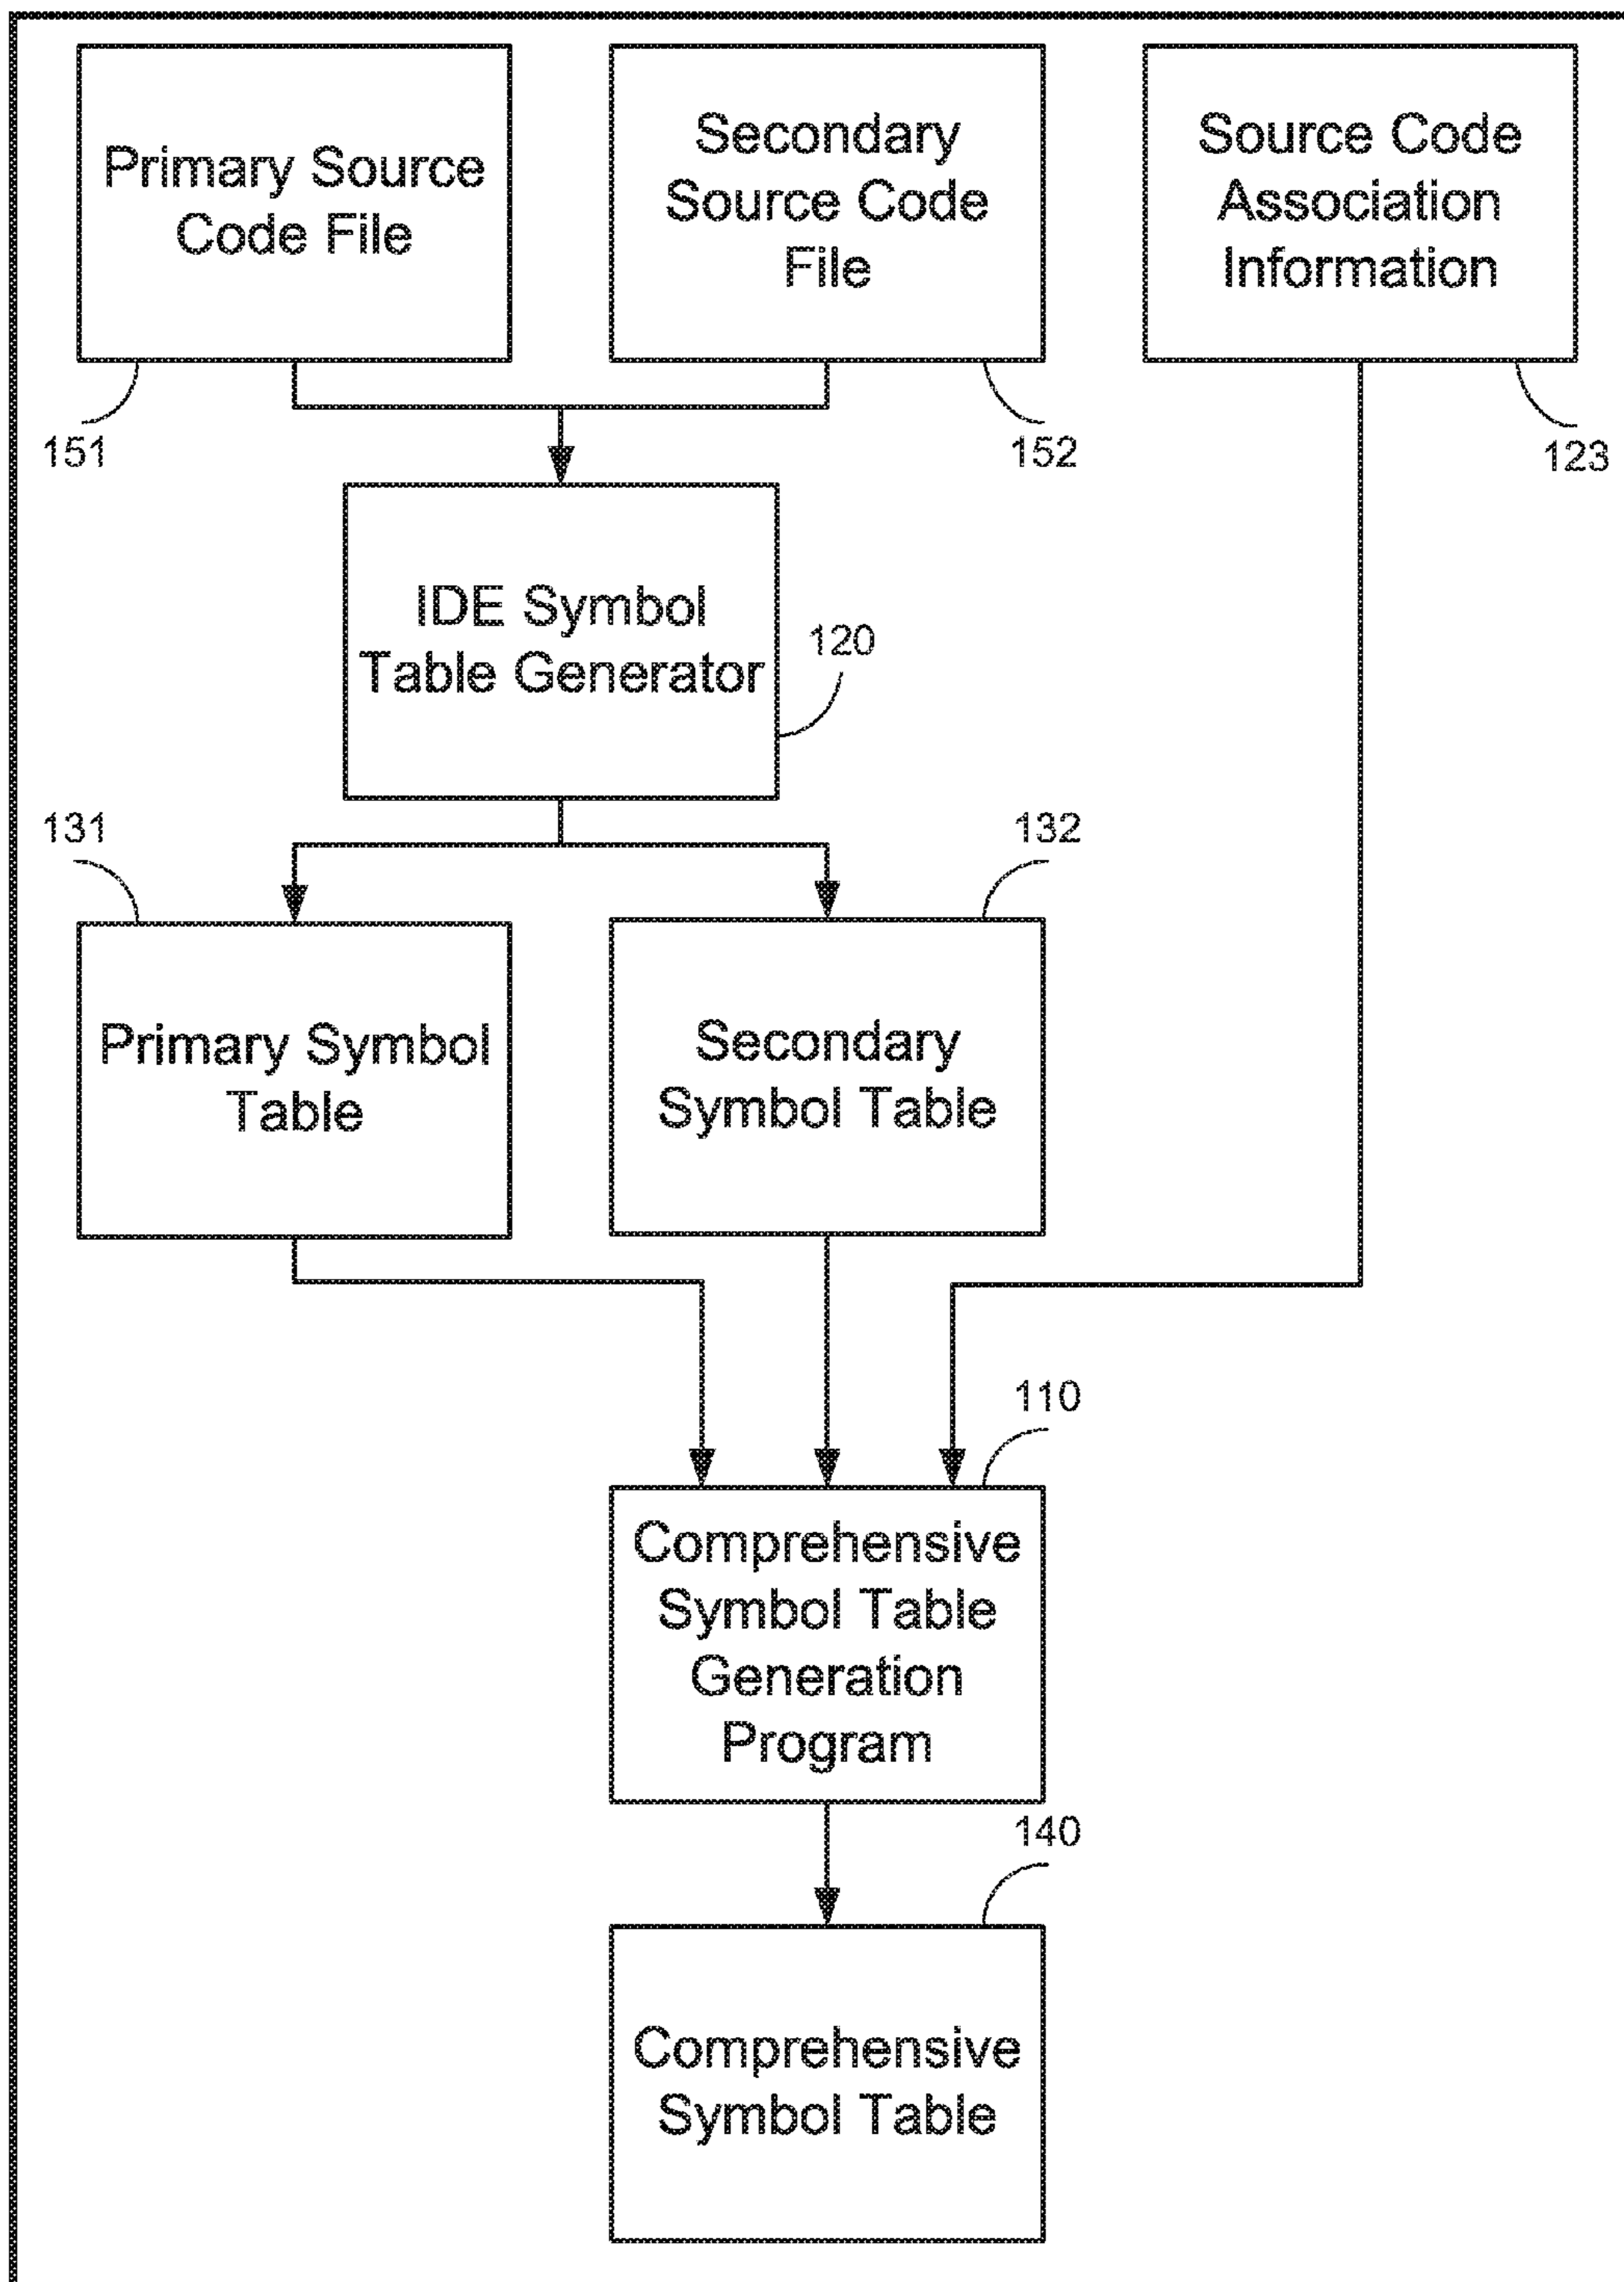 Primary Source
Code File
Secondary
Source Code
File
Source Code
Association
Information
151
152
123
IDE Symbol
Table Generator
120
131
132
Primary Symbol
Table
Secondary
Symbol Table
110
Comprehensive
Symbol Table
Generation
Program
140
Comprehensive
Symbol Table